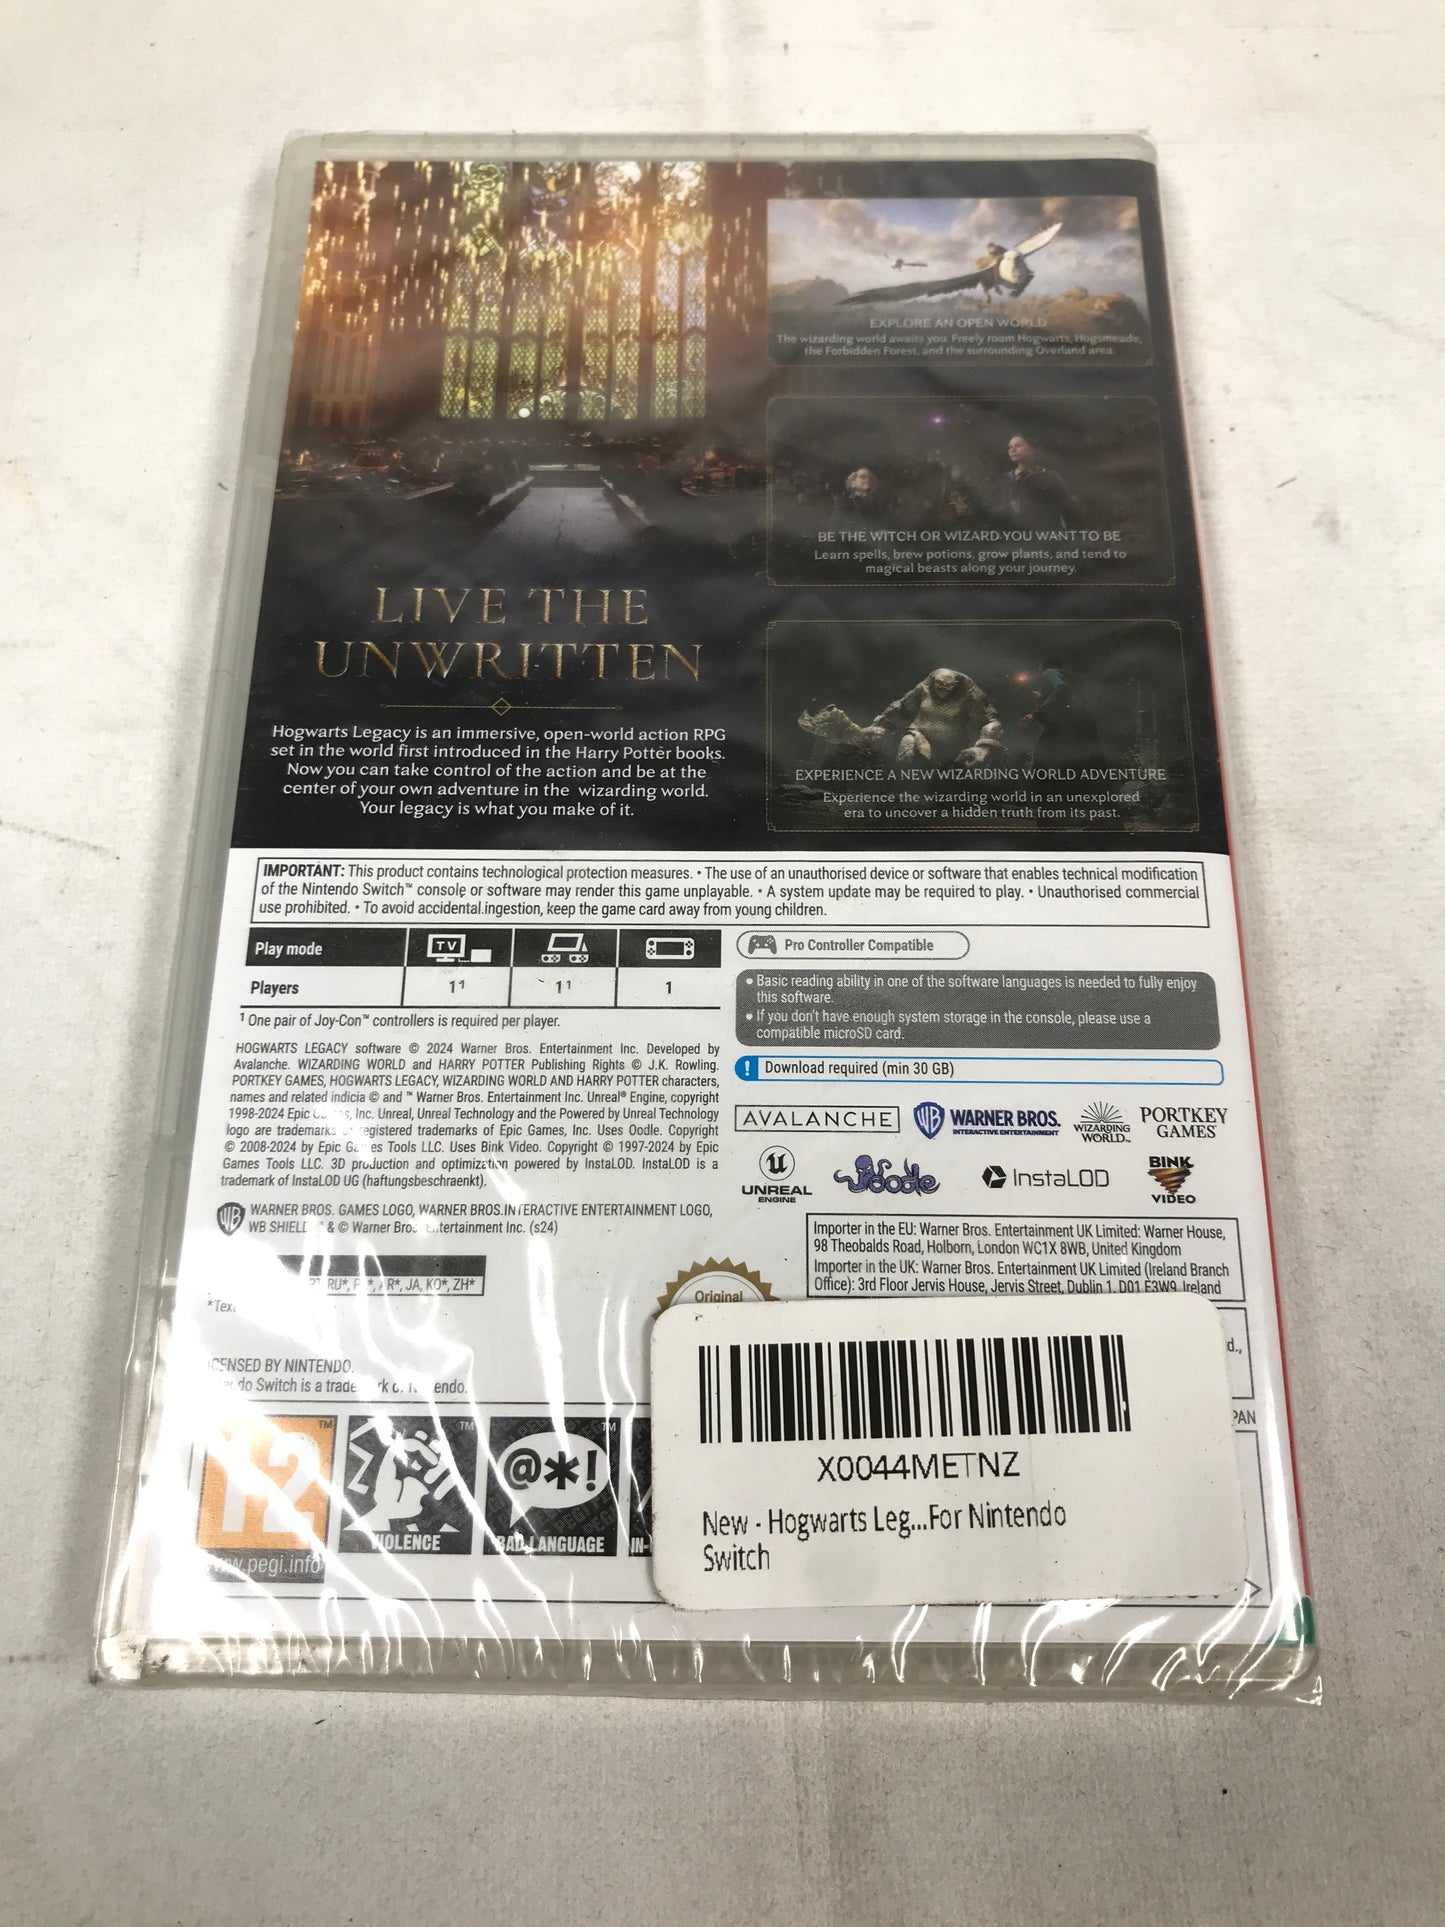 EXPLORE AN OPEN WORLD
The wizarding world awaits you. Freely roam Hogwarts, Hogsmeade,
the Forbidden Forest, and the surrounding Overland area.
BE THE WITCH OR WIZARD YOU WANT TO BE
Learn spells, brew potions, grow plants, and tend to
magical beasts along your journey.
LIVE THE
UNWRITTEN
Hogwarts Legacy is an immersive, open-world action RPG
set in the world first introduced in the Harry Potter books.
Now you can take control of the action and be at the
center of your own adventure in the wizarding world.
Your legacy is what you make of it.
EXPERIENCE A NEW WIZARDING WORLD ADVENTURE
Experience the wizarding world in an unexplored
era to uncover a hidden truth from its past.
IMPORTANT: This product contains technological protection measures. • The use of an unauthorised device or software that enables technical modification
of the Nintendo Switch™ console or software may render this game unplayable. • A system update may be required to play. • Unauthorised commercial
use prohibited. • To avoid accidental ingestion, keep the game card away from young children.
Play mode
TV
Players
1¹
1¹
1
¹ One pair of Joy-Con™ controllers is required per player.
Pro Controller Compatible
• Basic reading ability in one of the software languages is needed to fully enjoy
this software.
• If you don't have enough system storage in the console, please use a
compatible microSD card.
! Download required (min 30 GB)
HOGWARTS LEGACY software © 2024 Warner Bros. Entertainment Inc. Developed by
Avalanche. WIZARDING WORLD and HARRY POTTER Publishing Rights © J.K. Rowling.
PORTKEY GAMES, HOGWARTS LEGACY, WIZARDING WORLD AND HARRY POTTER characters,
names and related indicia © and ™ Warner Bros. Entertainment Inc. Unreal® Engine, copyright
1998-2024 Epic Inc. Unreal, Unreal Technology and the Powered by Unreal Technology
logo are trademarks registered trademarks of Epic Games, Inc. Uses Oodle. Copyright
© 2008-2024 by Epic Games Tools LLC. Uses Bink Video. Copyright © 1997-2024 by Epic
Games Tools LLC. 3D production and optimization powered by InstaLOD. InstaLOD is a
trademark of InstaLOD UG (haftungsbeschraenkt).
WB
WARNER BROS. GAMES LOGO, WARNER BROS. INTERACTIVE ENTERTAINMENT LOGO,
WB SHIELD & © Warner Bros. Entertainment Inc. (s24)
AVALANCHE
WB WARNER BROS.
INTERACTIVE ENTERTAINMENT
WIZARDING
WORLD™
PORTKEY
GAMES
UNREAL
ENGINE
oodle
InstaLOD
BINK
VIDEO
Importer in the EU: Warner Bros. Entertainment UK Limited: Warner House,
98 Theobalds Road, Holborn, London WC1X 8WB, United Kingdom
Importer in the UK: Warner Bros. Entertainment UK Limited (Ireland Branch
Office): 3rd Floor Jervis House, Jervis Street, Dublin 1, D01 E3W9, Ireland
RU*, AR*, JA, KO*, ZH*
*Text
Original
d.,
CENSED BY NINTENDO.
do Switch is a trade
PAN
12
™
www.pegi.info
™
VIOLENCE
™
@*!
BAD LANGUAGE
IN-
X0044METNZ
New - Hogwarts Leg...For Nintendo
Switch